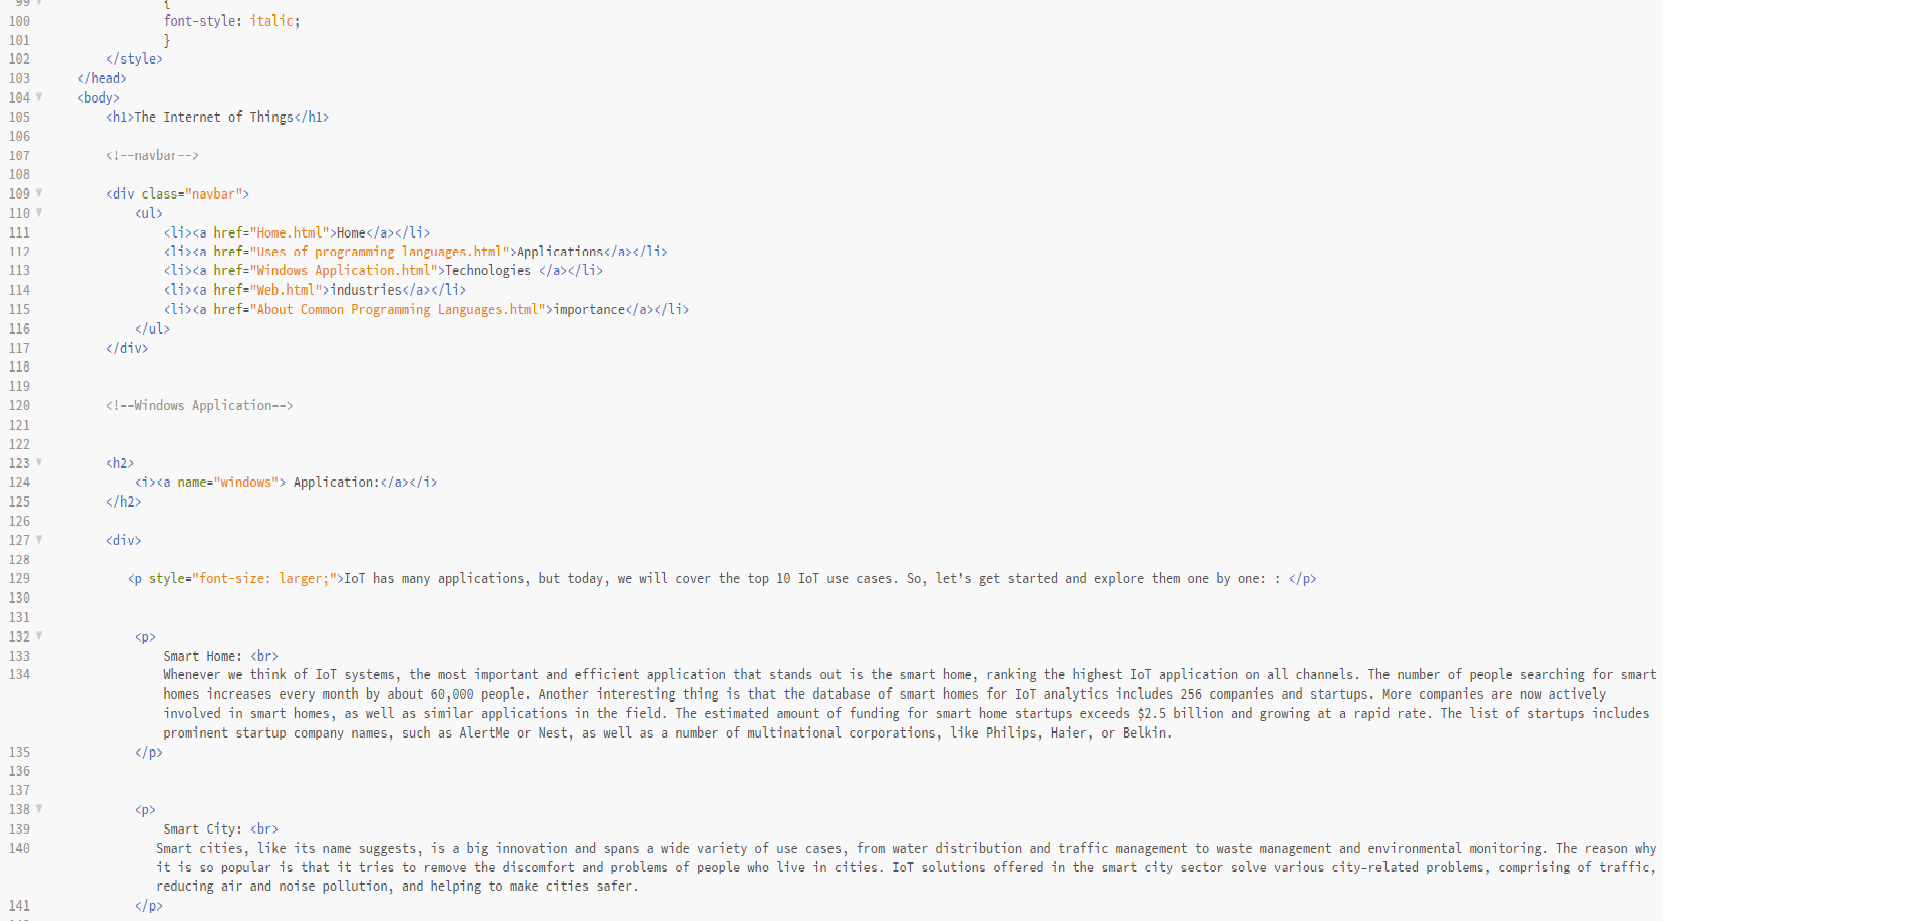 99 {
100 font-style: italic;
101 }
102 </style>
103 </head>
104 <body>
105 <h1>The Internet of Things</h1>
106
107 <!--navbar-->
108
109 <div class="navbar">
110 <ul>
111 <li><a href="Home.html">Home</a></li>
112 <li><a href="Uses of programming languages.html">Applications</a></li>
113 <li><a href="Windows Application.html">Technologies </a></li>
114 <li><a href="Web.html">industries</a></li>
115 <li><a href="About Common Programming Languages.html">importance</a></li>
116 </ul>
117 </div>
118
119
120 <!--Windows Application-->
121
122
123 <h2>
124 <i><a name="windows"> Application:</a></i>
125 </h2>
126
127 <div>
128
129 <p style="font-size: larger;">IoT has many applications, but today, we will cover the top 10 IoT use cases. So, let's get started and explore them one by one: : </p>
130
131
132 <p>
133 Smart Home: <br>
134 Whenever we think of IoT systems, the most important and efficient application that stands out is the smart home, ranking the highest IoT application on all channels. The number of people searching for smart
homes increases every month by about 60,000 people. Another interesting thing is that the database of smart homes for IoT analytics includes 256 companies and startups. More companies are now actively
involved in smart homes, as well as similar applications in the field. The estimated amount of funding for smart home startups exceeds $2.5 billion and growing at a rapid rate. The list of startups includes
prominent startup company names, such as AlertMe or Nest, as well as a number of multinational corporations, like Philips, Haier, or Belkin.
135 </p>
136
137
138 <p>
139 Smart City: <br>
140 Smart cities, like its name suggests, is a big innovation and spans a wide variety of use cases, from water distribution and traffic management to waste management and environmental monitoring. The reason why
it is so popular is that it tries to remove the discomfort and problems of people who live in cities. IoT solutions offered in the smart city sector solve various city-related problems, comprising of traffic,
reducing air and noise pollution, and helping to make cities safer.
141 </p>